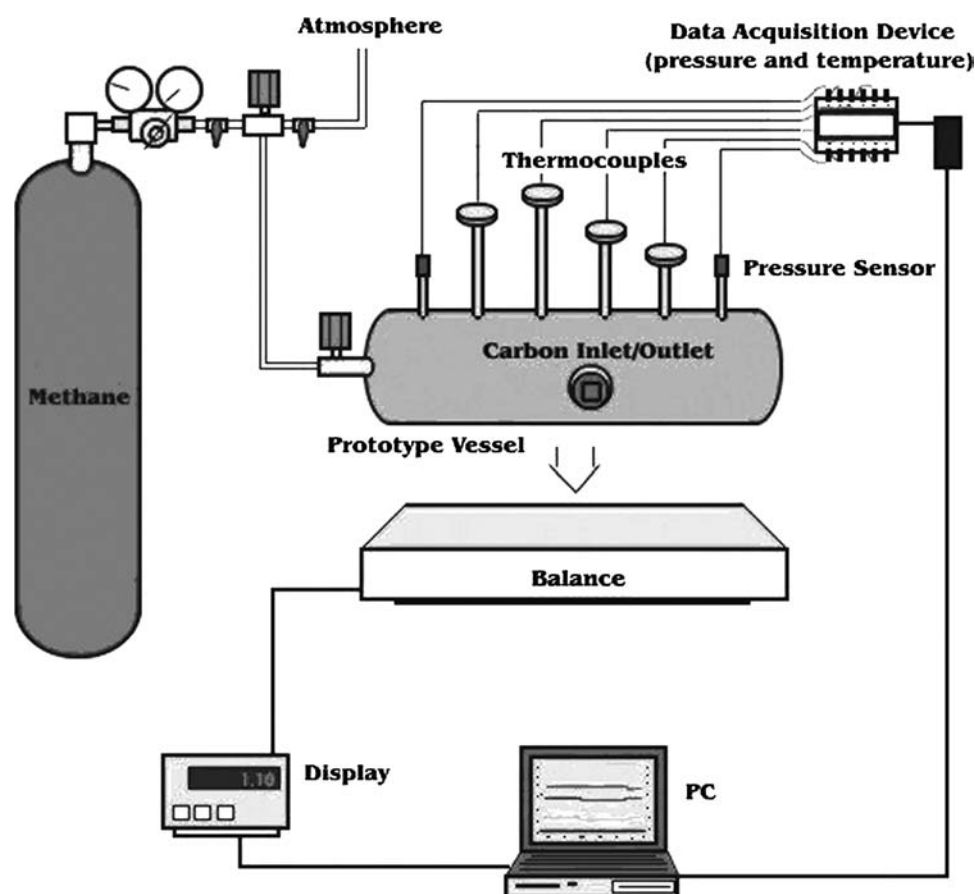 Atmosphere
Data Acquisition Device
(pressure and temperature)
Thermocouples
Pressure Sensor
Carbon Inlet/Outlet
Methane
Prototype Vessel
Balance
1.10
Display
PC